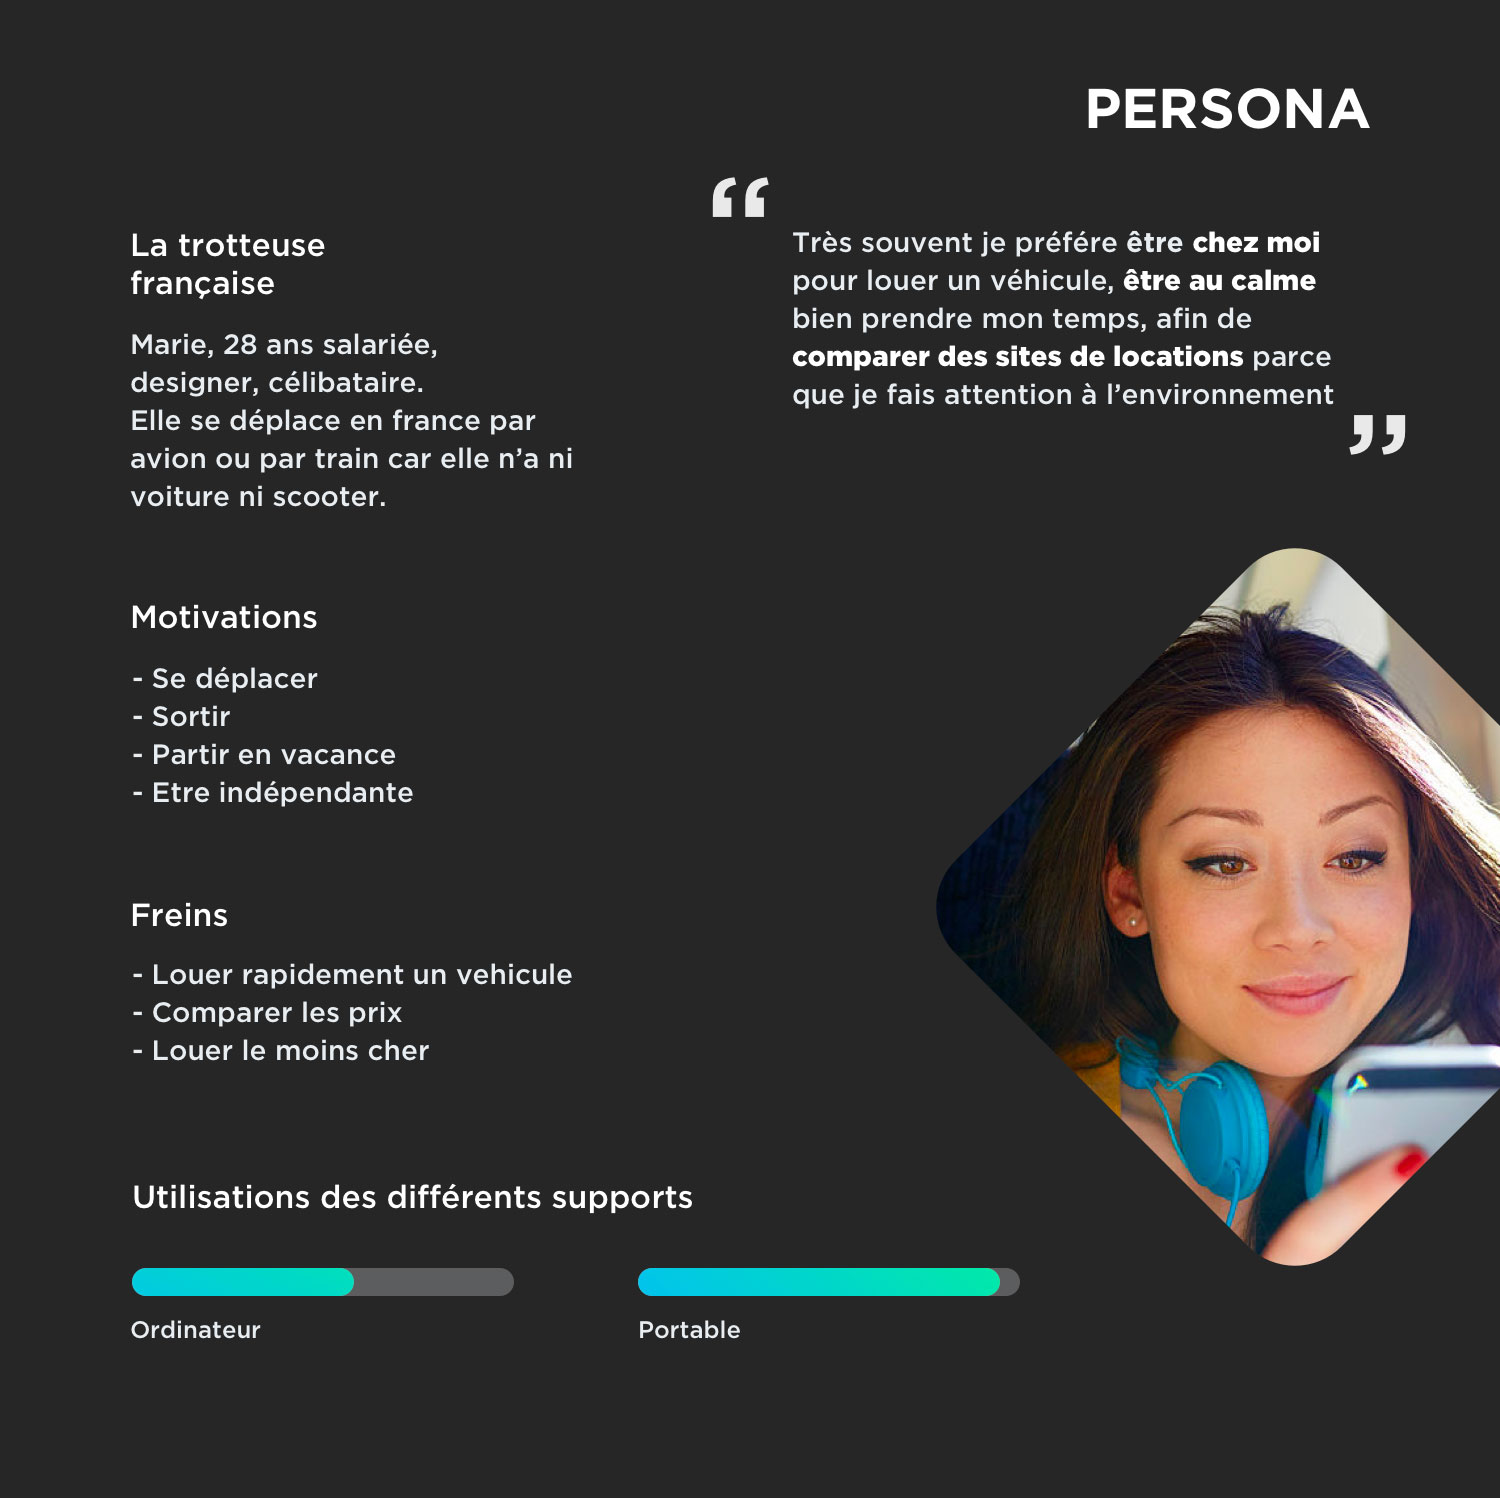 PERSONA
La trotteuse
française
Marie, 28 ans salariée,
designer, célibataire.
Elle se déplace en france par
avion ou par train car elle n’a ni
voiture ni scooter.
“
Très souvent je préfére être chez moi
pour louer un véhicule, être au calme
bien prendre mon temps, afin de
comparer des sites de locations parce
que je fais attention à l’environnement
”
Motivations
- Se déplacer
- Sortir
- Partir en vacance
- Etre indépendante
Freins
- Louer rapidement un vehicule
- Comparer les prix
- Louer le moins cher
Utilisations des différents supports
Ordinateur
Portable